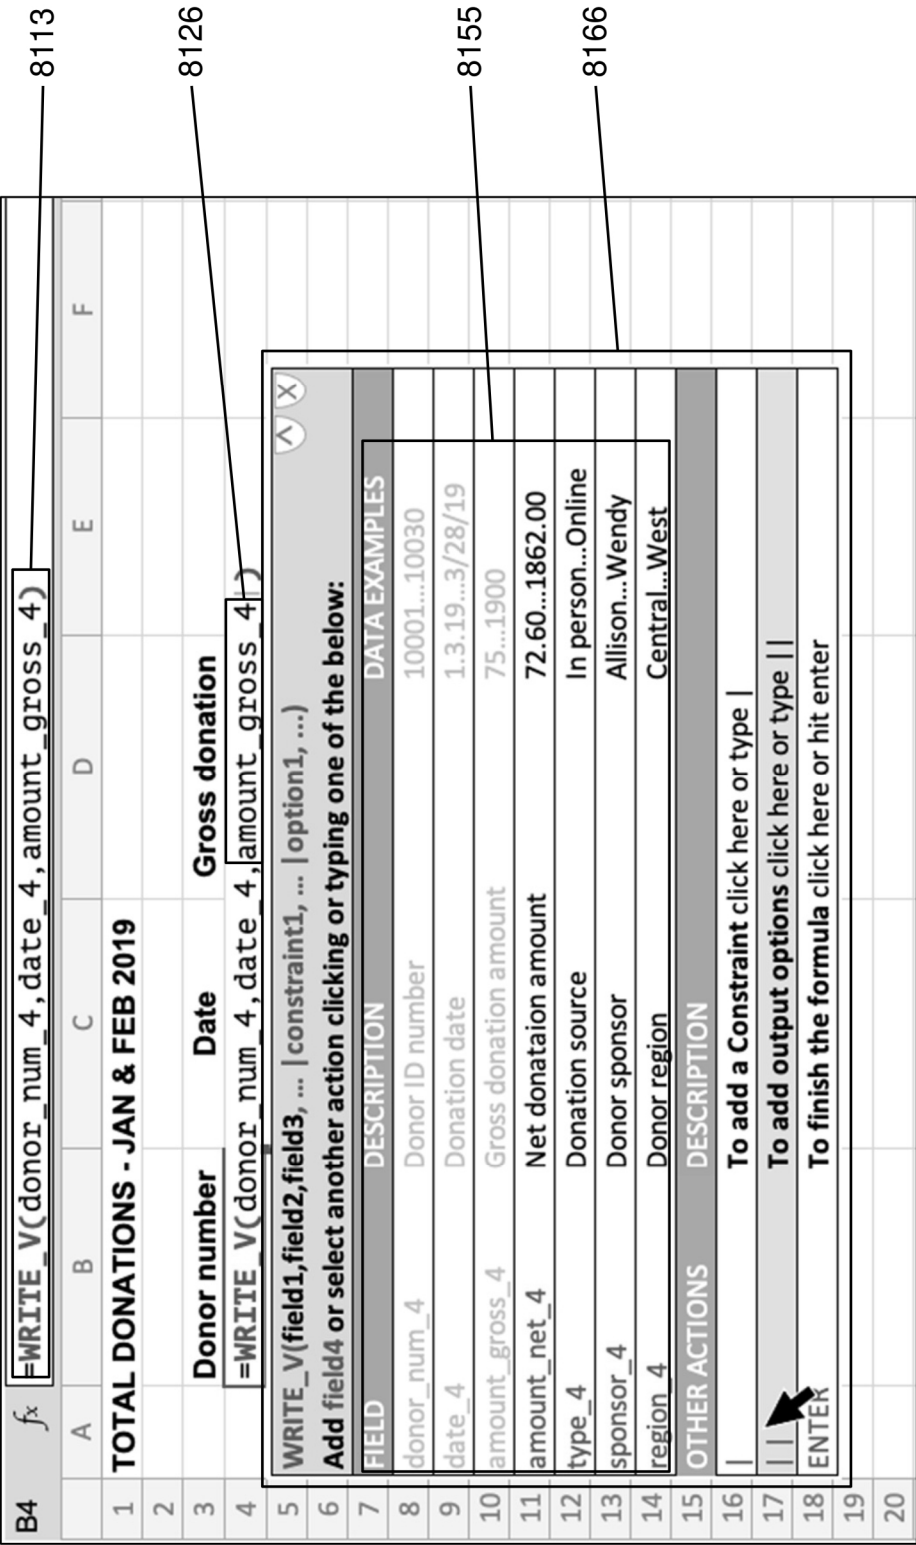 8113
8126
8155
8166
B4 fx =WRITE_V(donor_num_4,date_4,amount_gross_4)
A B C D E F
1 TOTAL DONATIONS - JAN & FEB 2019
2
3 Donor number Date Gross donation
4 =WRITE_V(donor_num_4,date_4,amount_gross_4|)
5 WRITE_V(field1,field2,field3, ... |constraint1, ... |option1, ...) ^ X
6 Add field4 or select another action clicking or typing one of the below:
7 FIELD DESCRIPTION DATA EXAMPLES
8 donor_num_4 Donor ID number 10001...10030
9 date_4 Donation date 1.3.19...3/28/19
10 amount_gross_4 Gross donation amount 75...1900
11 amount_net_4 Net donataion amount 72.60...1862.00
12 type_4 Donation source In person...Online
13 sponsor_4 Donor sponsor Allison...Wendy
14 region_4 Donor region Central...West
15 OTHER ACTIONS DESCRIPTION
16 | To add a Constraint click here or type |
17 || To add output options click here or type ||
18 ENTER To finish the formula click here or hit enter
19
20